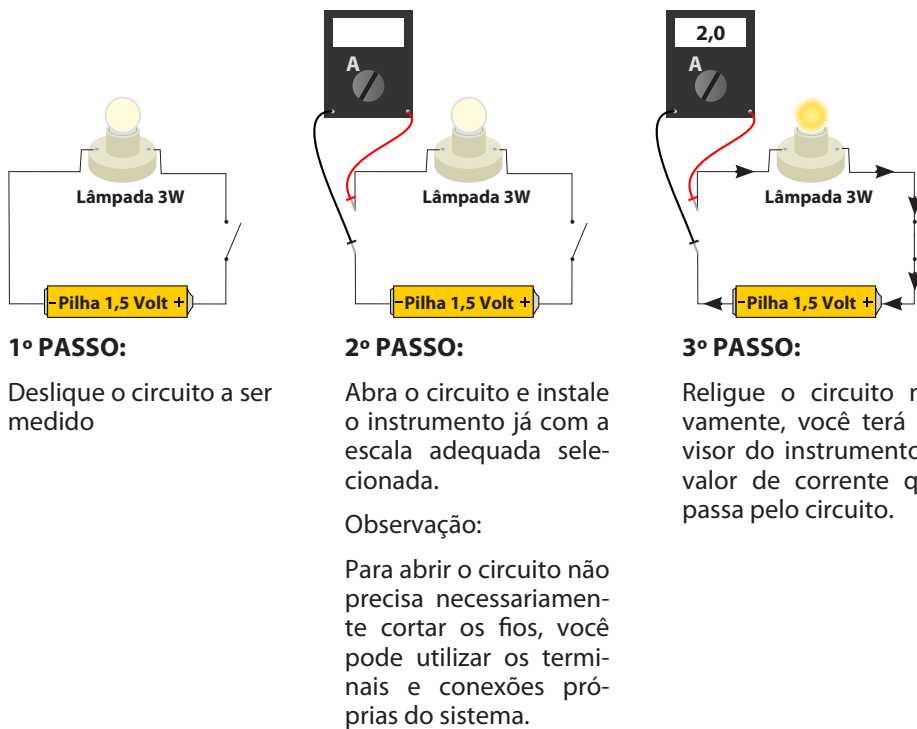 2,0
A
A
Lâmpada 3W
Lâmpada 3W
Lâmpada 3W
-Pilha 1,5 Volt +
-Pilha 1,5 Volt +
-Pilha 1,5 Volt +
1º PASSO:
Deslique o circuito a ser
medido
2º PASSO:
Abra o circuito e instale
o instrumento já com a
escala adequada sele-
cionada.
Observação:
Para abrir o circuito não
precisa necessariamen-
te cortar os fios, você
pode utilizar os termi-
nais e conexões pró-
prias do sistema.
3º PASSO:
Religue o circuito
vamente, você terá
visor do instrumento
valor de corrente
passa pelo circuito.